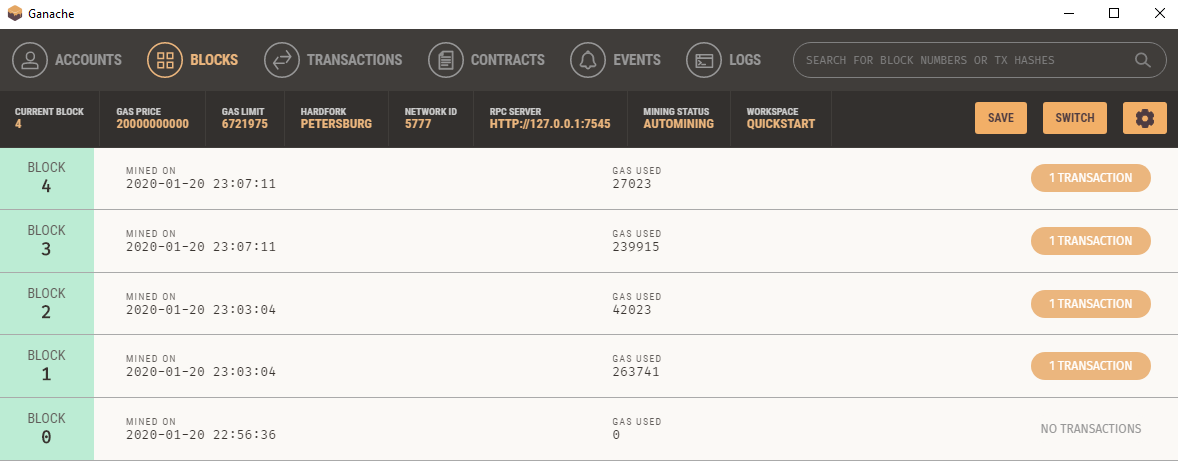 Ganache
ACCOUNTS BLOCKS TRANSACTIONS CONTRACTS EVENTS LOGS SEARCH FOR BLOCK NUMBERS OR TX HASHES
CURRENT BLOCK GAS PRICE GAS LIMIT HARDFORK NETWORK ID RPC SERVER MINING STATUS WORKSPACE
4 20000000000 6721975 PETERSBURG 5777 HTTP://127.0.0.1:7545 AUTOMINING QUICKSTART SAVE SWITCH
BLOCK MINED ON GAS USED
4 2020-01-20 23:07:11 27023 1 TRANSACTION
BLOCK MINED ON GAS USED
3 2020-01-20 23:07:11 239915 1 TRANSACTION
BLOCK MINED ON GAS USED
2 2020-01-20 23:03:04 42023 1 TRANSACTION
BLOCK MINED ON GAS USED
1 2020-01-20 23:03:04 263741 1 TRANSACTION
BLOCK MINED ON GAS USED
0 2020-01-20 22:56:36 0 NO TRANSACTIONS